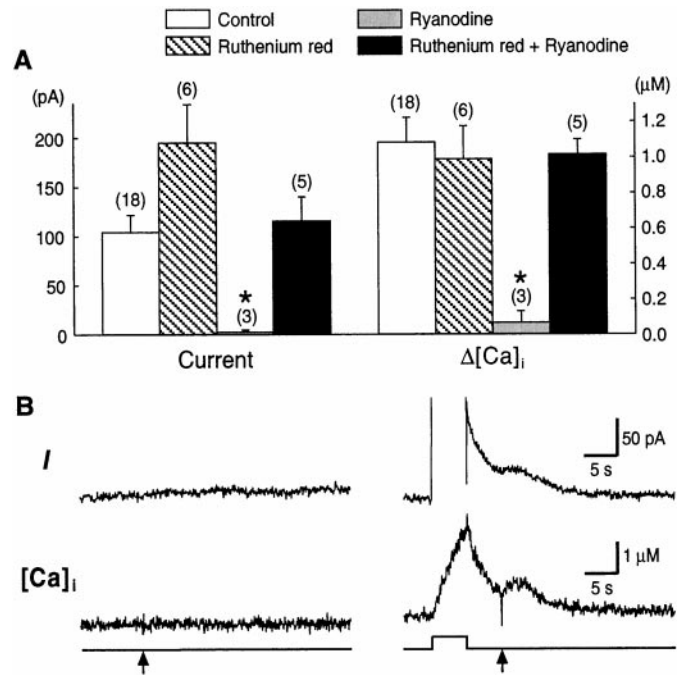 Control
Ryanodine
Ruthenium red
Ruthenium red + Ryanodine
A
(pA)
(μM)
200
150
100
50
0
1.2
1.0
0.8
0.6
0.4
0.2
0.0
(18)
(6)
*
(3)
(5)
(18)
(6)
*
(3)
(5)
Current
Δ[Ca]i
B
I
50 pA
5 s
[Ca]i
1 μM
5 s